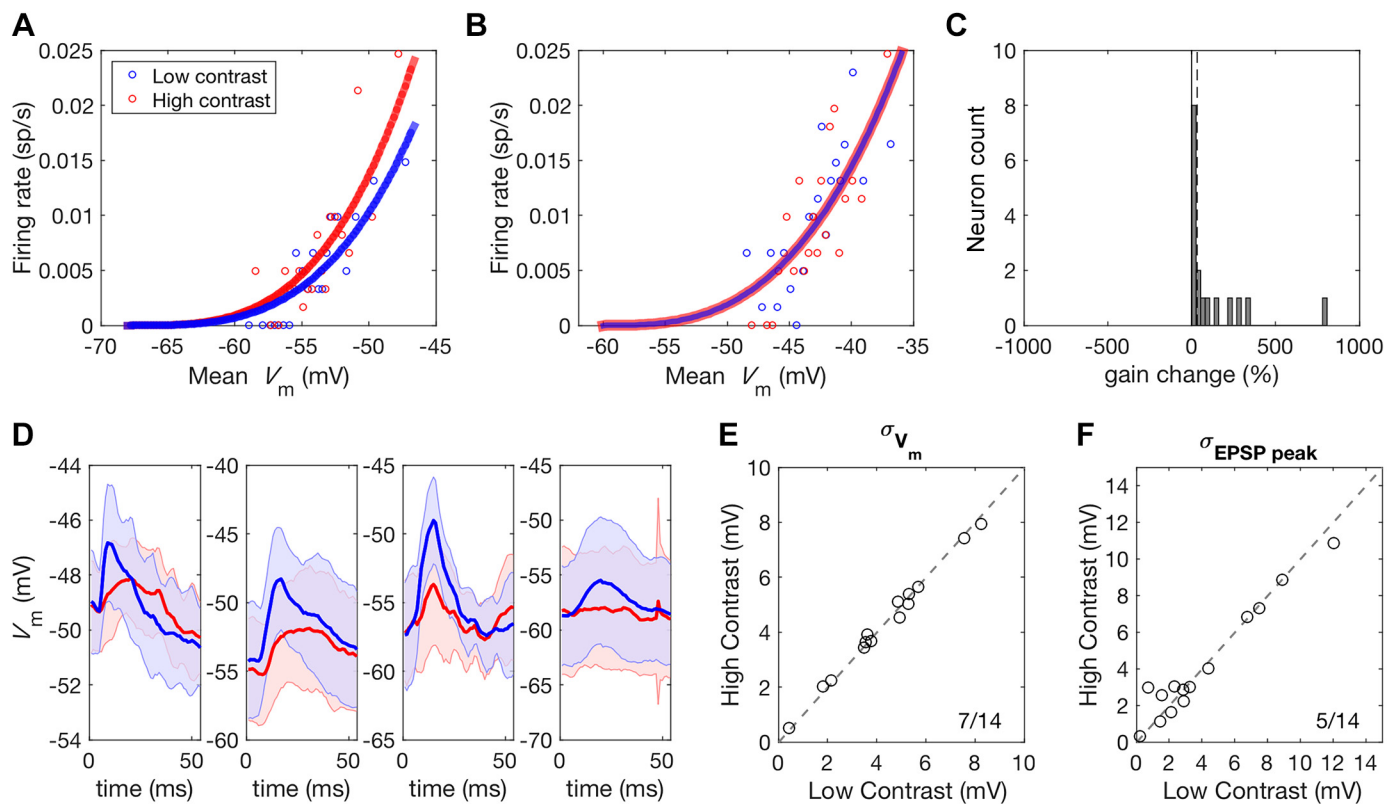 A
0.025
0.02
0.015
0.01
0.005
0
Firing rate (sp/s)
Low contrast
High contrast
-70 -65 -60 -55 -50 -45
Mean Vm (mV)
B
0.025
0.02
0.015
0.01
0.005
0
Firing rate (sp/s)
-60 -55 -50 -45 -40 -35
Mean Vm (mV)
C
10
8
6
4
2
0
Neuron count
-1000 -500 0 500 1000
gain change (%)
D
Vm (mV)
-44
-46
-48
-50
-52
-54
0 50
time (ms)
-40
-45
-50
-55
-60
0 50
time (ms)
-45
-50
-55
-60
-65
0 50
time (ms)
-45
-50
-55
-60
-65
-70
0 50
time (ms)
E
σVm
10
8
6
4
2
0
High Contrast (mV)
7/14
0 2 4 6 8 10
Low Contrast (mV)
F
σEPSP peak
14
12
10
8
6
4
2
0
High Contrast (mV)
5/14
0 2 4 6 8 10 12 14
Low Contrast (mV)